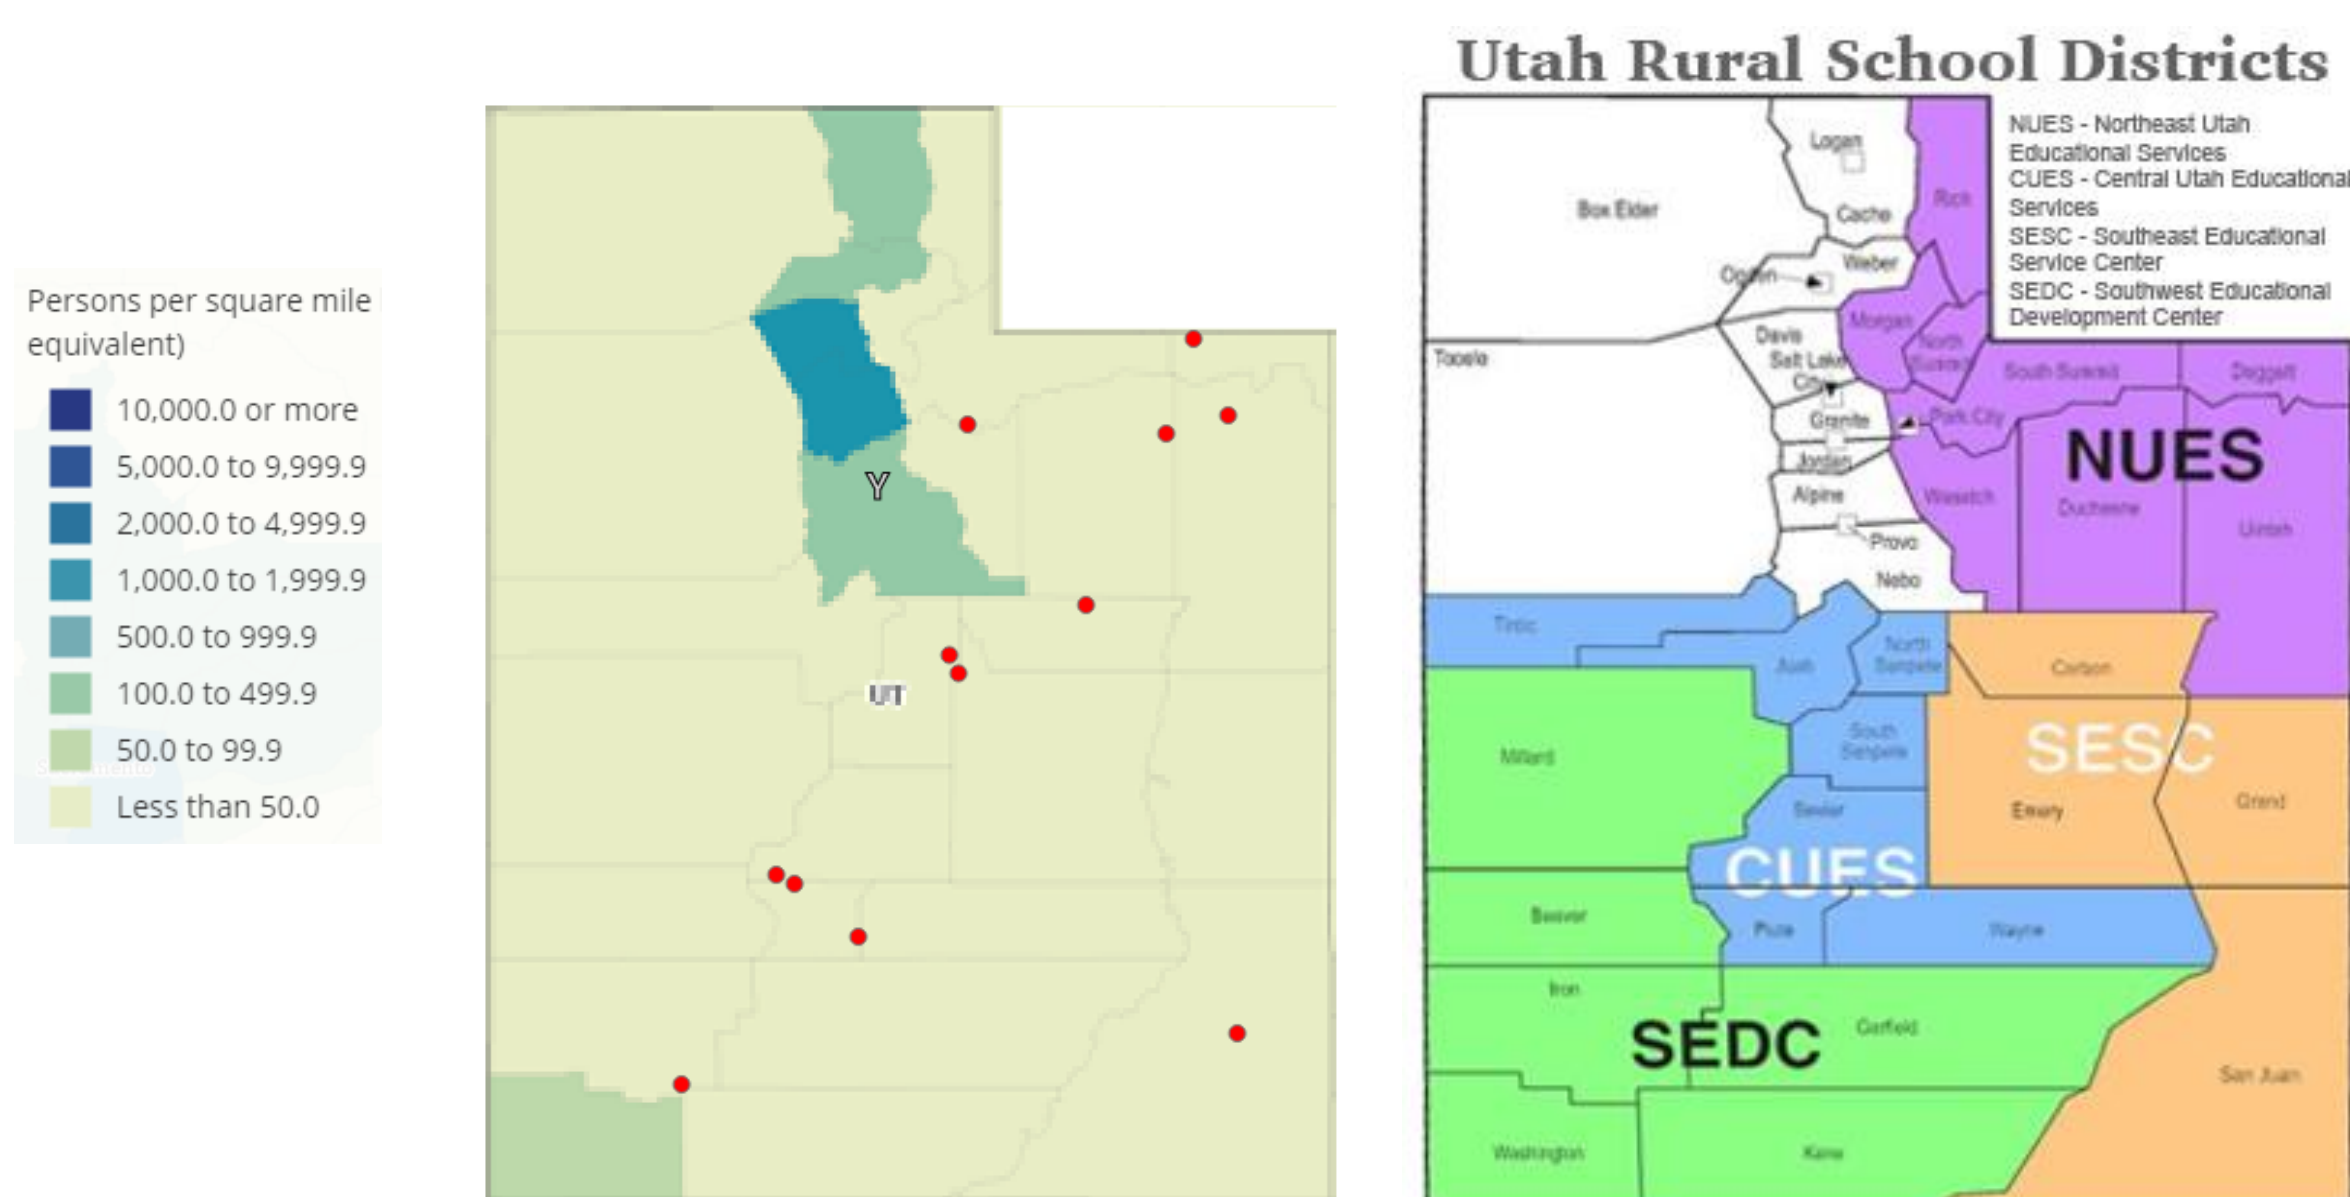 Persons per square mile
equivalent)
10,000.0 or more
5,000.0 to 9,999.9
2,000.0 to 4,999.9
1,000.0 to 1,999.9
500.0 to 999.9
100.0 to 499.9
50.0 to 99.9
Less than 50.0
Y
UT
Utah Rural School Districts
NUES - Northeast Utah
Educational Services
CUES - Central Utah Educational
Services
SESC - Southeast Educational
Service Center
SEDC - Southwest Educational
Development Center
Logan
Rich
Box Elder
Cache
Weber
Ogden
Morgan
Davis
North
Summit
Salt Lake
City
Tooele
South Summit
Daggett
Granite
Park City
NUES
Jordan
Alpine
Wasatch
Duchesne
Uintah
Provo
Nebo
Tintic
Juab
North
Sanpete
Carbon
South
Sanpete
SESC
Millard
Sevier
Emery
Grand
CUES
Beaver
Piute
Wayne
Iron
SEDC
Garfield
San Juan
Washington
Kane